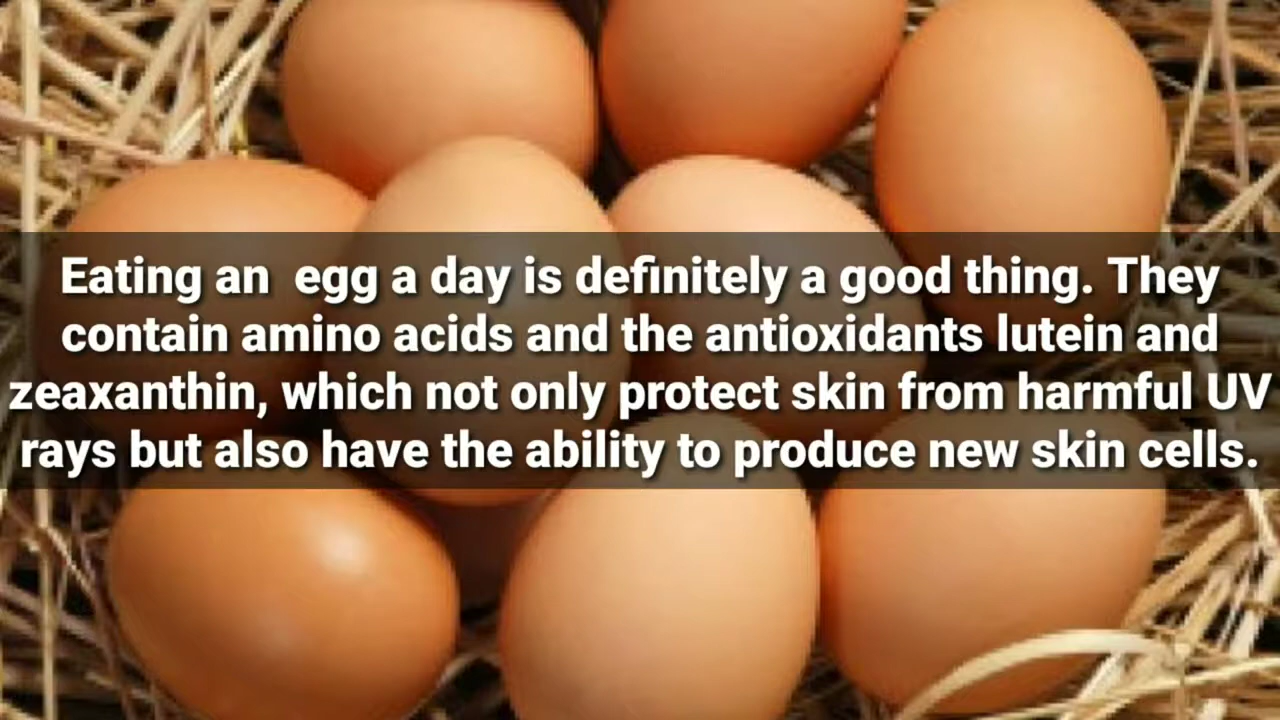 Eating an  egg a day is definitely a good thing. They
contain amino acids and the antioxidants lutein and
zeaxanthin, which not only protect skin from harmful UV
rays but also have the ability to produce new skin cells.